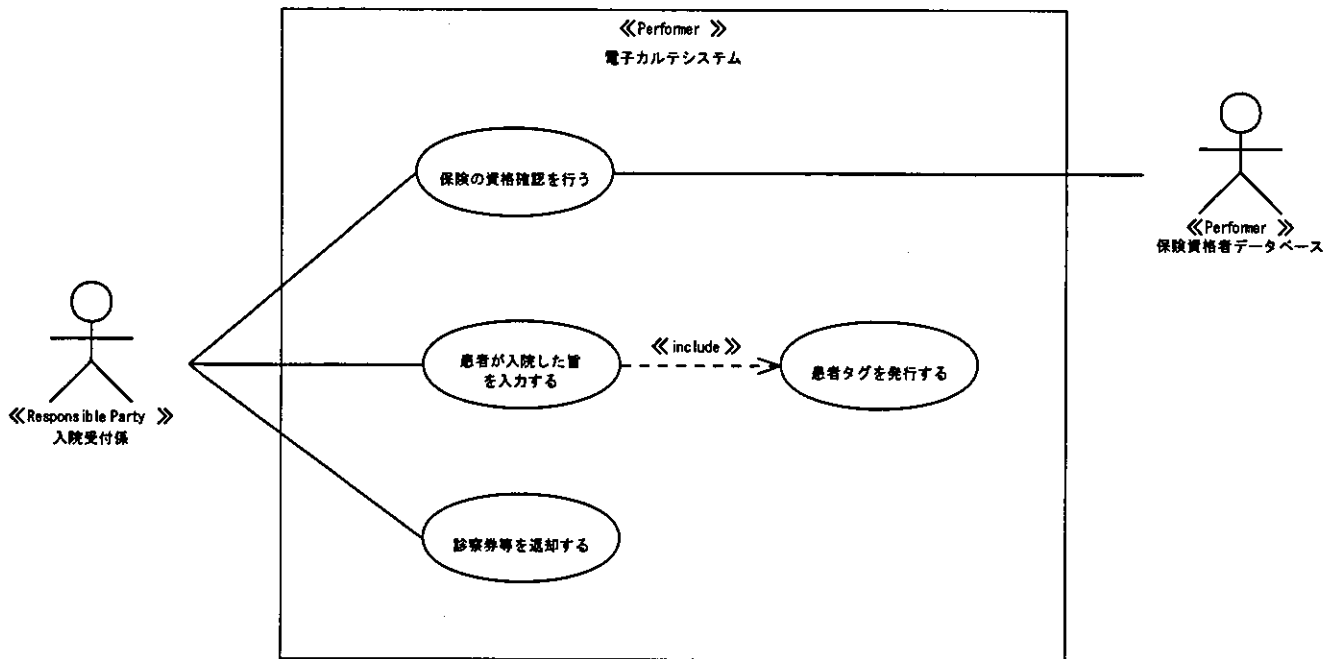 ≪Performer ≫
電子カルテシステム
保険の資格確認を行う
≪Performer ≫
保険資格者データベース
患者が入院した旨
を入力する
≪include≫
患者タグを発行する
≪Responsible Party ≫
入院受付係
診察券等を返却する